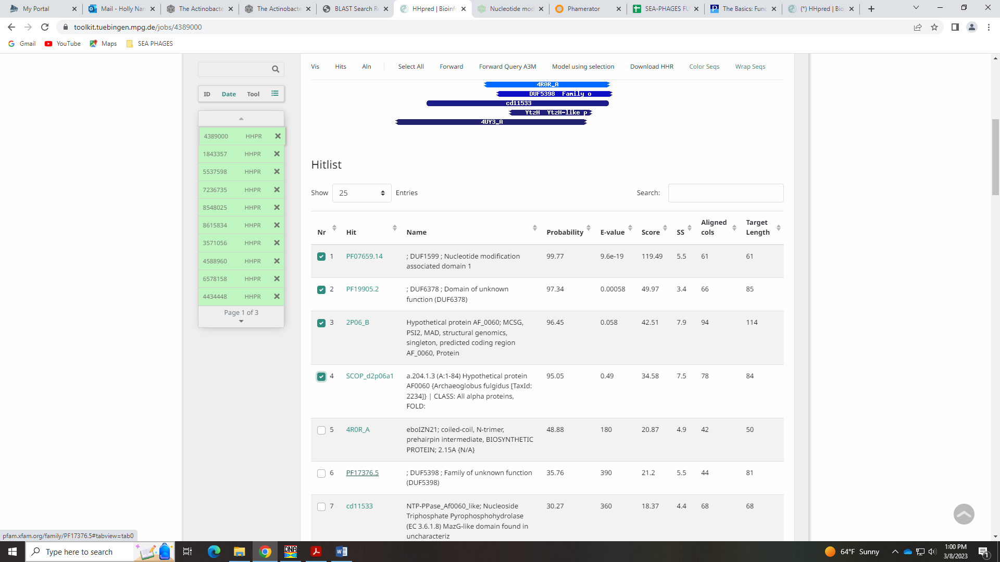 My Portal
Mail - Holly Nan
The Actinobacte
The Actinobacte
BLAST Search R
HHpred | Bioinfo
Nucleotide mod
Phamerator
SEA-PHAGES FU
The Basics: Func
(*) HHpred | Bio
toolkit.tuebingen.mpg.de/jobs/4389000
Gmail YouTube Maps SEA PHAGES
Vis Hits Aln Select All Forward Forward Query A3M Model using selection Download HHR Color Seqs Wrap Seqs
ID Date Tool
4389000 HHPR
1843357 HHPR
5537598 HHPR
7236735 HHPR
8548025 HHPR
8615834 HHPR
3571056 HHPR
4588960 HHPR
6578158 HHPR
4434448 HHPR
Page 1 of 3
4R0R_A
DUF5398 Family o
cd11533
YtzH YtzH-like p
4UY3_A
Hitlist
Show 25 Entries Search:
Nr Hit Name Probability E-value Score SS Aligned cols Target Length
1 PF07659.14 ; DUF1599 ; Nucleotide modification 99.77 9.6e-19 119.49 5.5 61 61
associated domain 1
2 PF19905.2 ; DUF6378 ; Domain of unknown 97.34 0.00058 49.97 3.4 66 85
function (DUF6378)
3 2P06_B Hypothetical protein AF_0060; MCSG, 96.45 0.058 42.51 7.9 94 114
PSI2, MAD, structural genomics,
singleton, predicted coding region
AF_0060, Protein
4 SCOP_d2p06a1 a.204.1.3 (A:1-84) Hypothetical protein 95.05 0.49 34.58 7.5 78 84
AF0060 {Archaeoglobus fulgidus [TaxId:
2234]} | CLASS: All alpha proteins,
FOLD:
5 4R0R_A eboIZN21; coiled-coil, N-trimer, 48.88 180 20.87 4.9 42 50
prehairpin intermediate, BIOSYNTHETIC
PROTEIN; 2.15A {N/A}
6 PF17376.5 ; DUF5398 ; Family of unknown function 35.76 390 21.2 5.5 44 81
(DUF5398)
7 cd11533 NTP-PPase_Af0060_like; Nucleoside 30.27 360 18.37 4.4 68 68
Triphosphate Pyrophosphohydrolase
(EC 3.6.1.8) MazG-like domain found in
uncharacteriz
pfam.xfam.org/family/PF17376.5#tabview=tab0
Type here to search
DNA
64°F Sunny
1:00 PM
3/8/2023
1